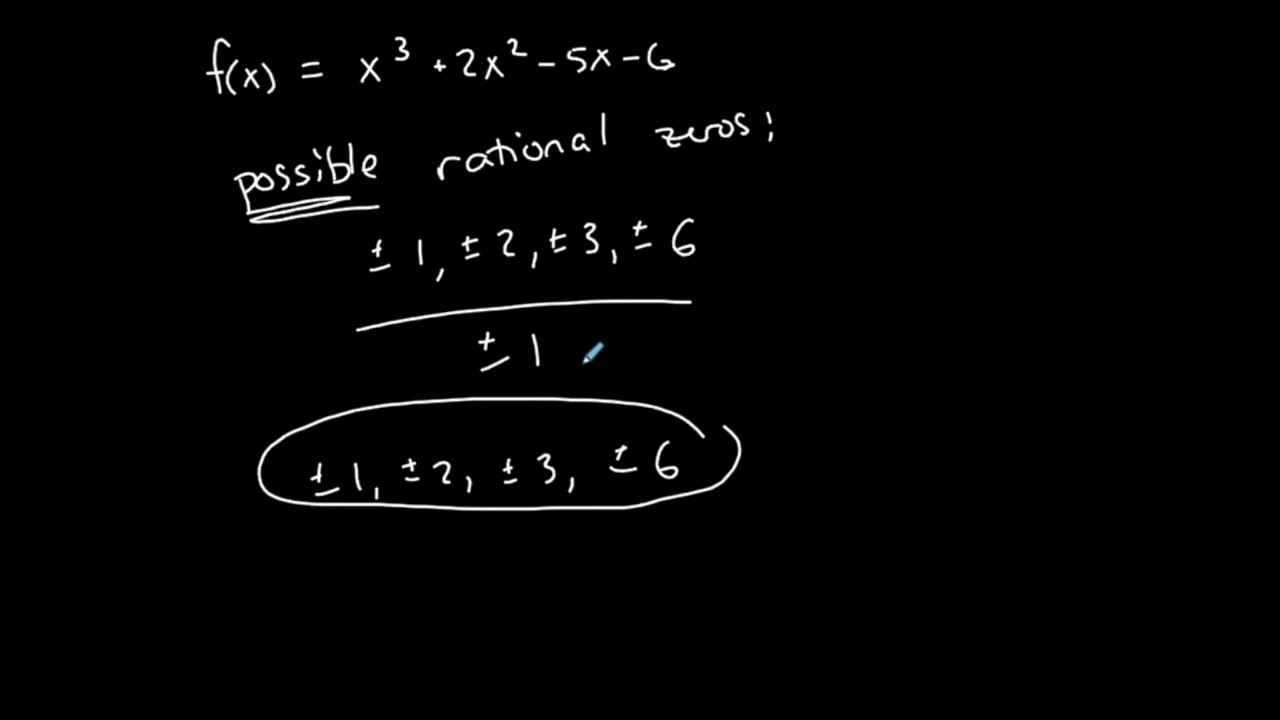 f(x) = x³ + 2x² - 5x - 6
possible rational zeros:
± 1, ± 2, ± 3, ± 6
± 1
± 1, ± 2, ± 3, ± 6